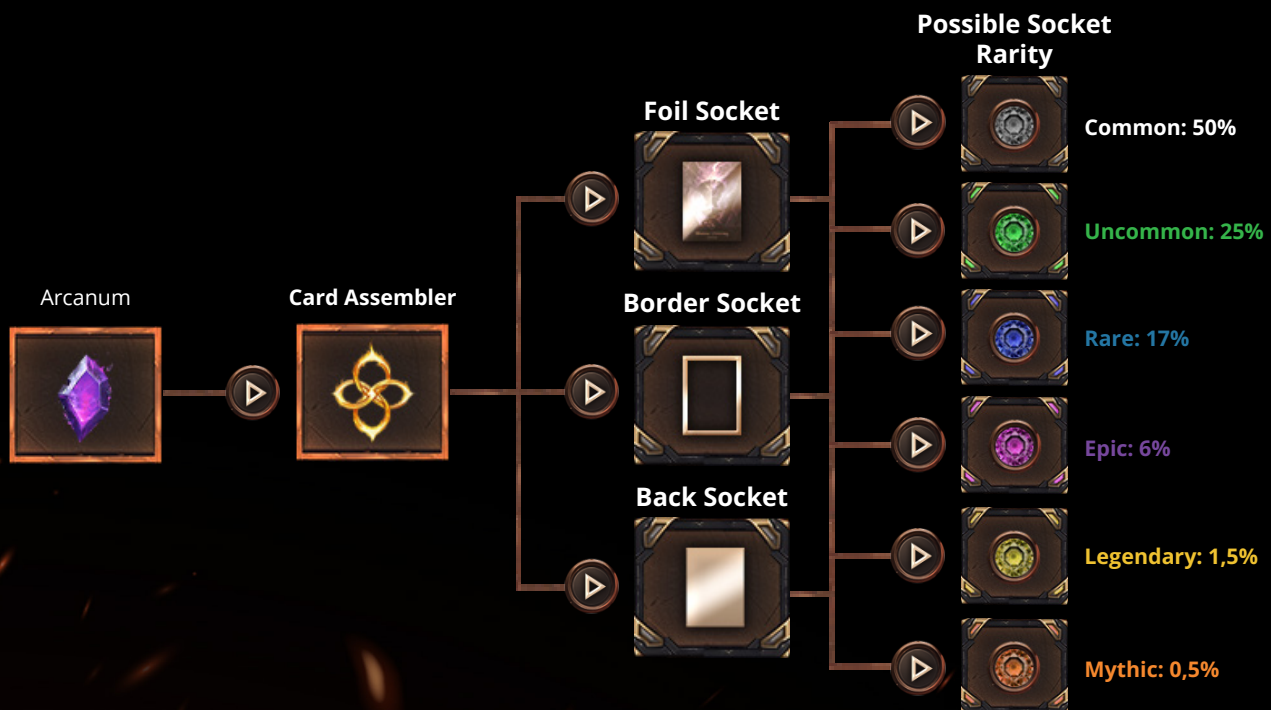 Possible Socket
Rarity
Foil Socket
Common: 50%
Uncommon: 25%
Arcanum
Card Assembler
Border Socket
Rare: 17%
Epic: 6%
Back Socket
Legendary: 1,5%
Mythic: 0,5%